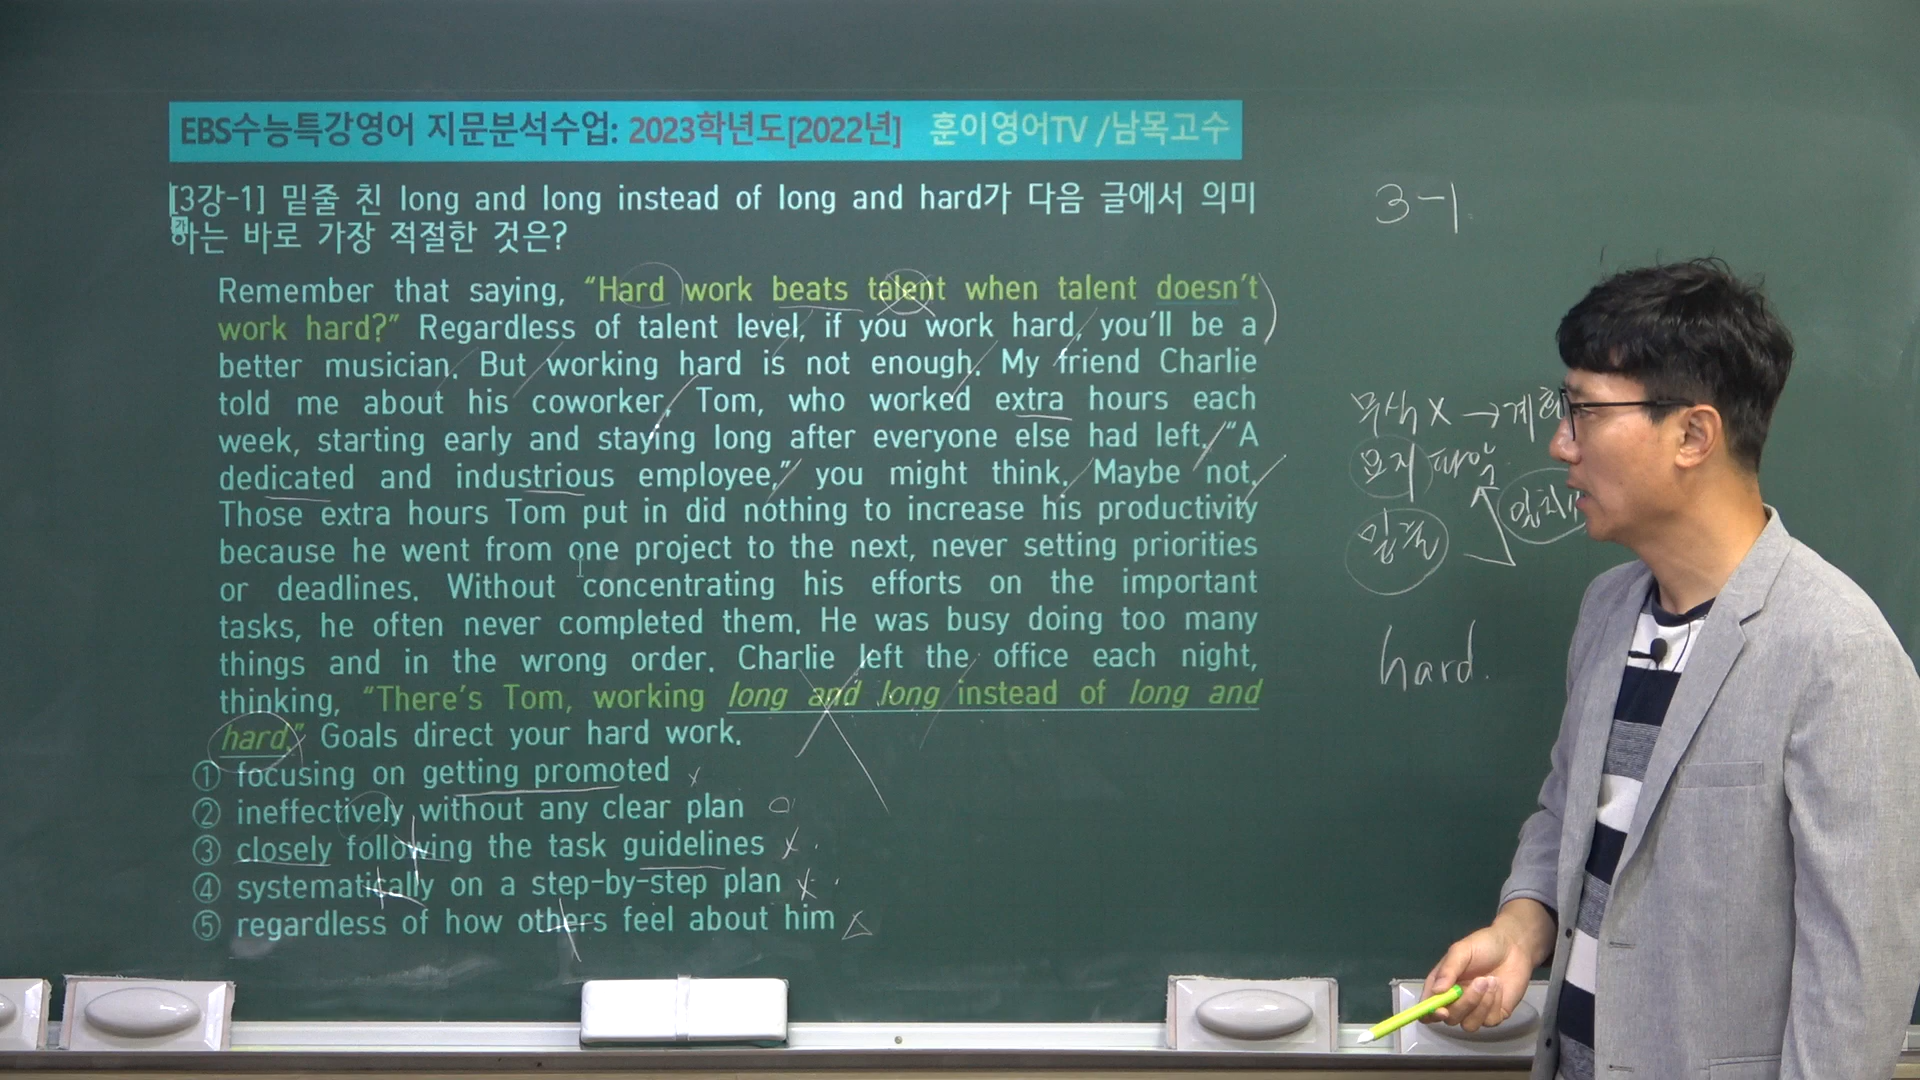 EBS수능특강영어 지문분석수업: 2023학년도[2022년] 훈이영어TV /남목고수
[3강-1] 밑줄 친 long and long instead of long and hard가 다음 글에서 의미
하는 바로 가장 적절한 것은?
Remember that saying, “Hard work beats talent when talent doesn’t
work hard?” Regardless of talent level, if you work hard, you’ll be a
better musician. But working hard is not enough. My friend Charlie
told me about his coworker, Tom, who worked extra hours each
week, starting early and staying long after everyone else had left. “A
dedicated and industrious employee,” you might think. Maybe not.
Those extra hours Tom put in did nothing to increase his productivity
because he went from one project to the next, never setting priorities
or deadlines. Without concentrating his efforts on the important
tasks, he often never completed them. He was busy doing too many
things and in the wrong order. Charlie left the office each night,
thinking, “There’s Tom, working long and long instead of long and
hard.” Goals direct your hard work.
① focusing on getting promoted
② ineffectively without any clear plan
③ closely following the task guidelines
④ systematically on a step-by-step plan
⑤ regardless of how others feel about him
3-1.
무식 X → 계획
요지 파악
밑줄
hard.